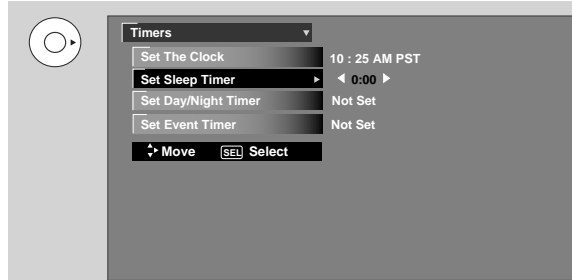 Timers
Set The Clock 10 : 25 AM PST
Set Sleep Timer 0:00
Set Day/Night Timer Not Set
Set Event Timer Not Set
Move SEL Select